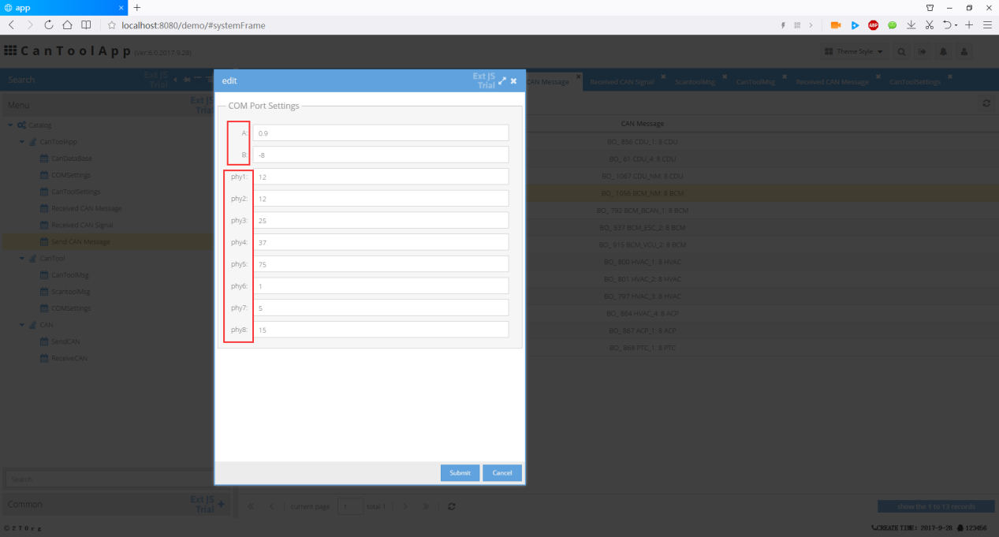 app
localhost:8080/demo/#systemFrame
ABP
CanToolApp (Ver:6.0.2017.9.28)
Theme Style
Search
Ext JS
Trial
Menu
Ext JS
Trial
Catalog
CanToolApp
CanDataBase
COMSettings
CanToolSettings
Received CAN Message
Received CAN Signal
Send CAN Message
CanTool
CanToolMsg
ScantoolMsg
COMSettings
CAN
SendCAN
ReceiveCAN
Search
Common
Ext JS
Trial
edit
Ext JS
Trial
COM Port Settings
A: 0.9
B: -8
phy1: 12
phy2: 12
phy3: 25
phy4: 37
phy5: 75
phy6: 1
phy7: 5
phy8: 15
Submit Cancel
CAN Message Received CAN Signal ScantoolMsg CanToolMsg Received CAN Message CanToolSettings
CAN Message
BO_ 856 CDU_1: 8 CDU
BO_ 61 CDU_4: 8 CDU
BO_ 1067 CDU_NM: 8 CDU
BO_ 1056 BCM_NM: 8 BCM
BO_ 792 BCM_BCAN_1: 8 BCM
BO_ 837 BCM_ESC_2: 8 BCM
BO_ 915 BCM_VCU_2: 8 BCM
BO_ 800 HVAC_1: 8 HVAC
BO_ 801 HVAC_2: 8 HVAC
BO_ 797 HVAC_3: 8 HVAC
BO_ 864 HVAC_4: 8 ACP
BO_ 867 ACP_1: 8 ACP
BO_ 866 PTC_1: 8 PTC
current page 1 total 1
show the 1 to 13 records
©2TOrg
CREATE TIME: 2017-9-28 123456